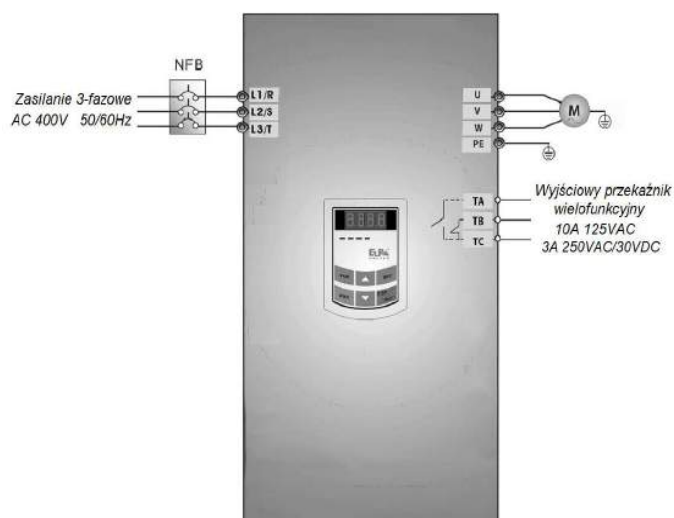 NFB
Zasilanie 3-fazowe
AC 400V 50/60Hz
L1/R
L2/S
L3/T
U
V
W
PE
M
TA
TB
TC
Wyjściowy przekaźnik
wielofunkcyjny
10A 125VAC
3A 250VAC/30VDC
8888